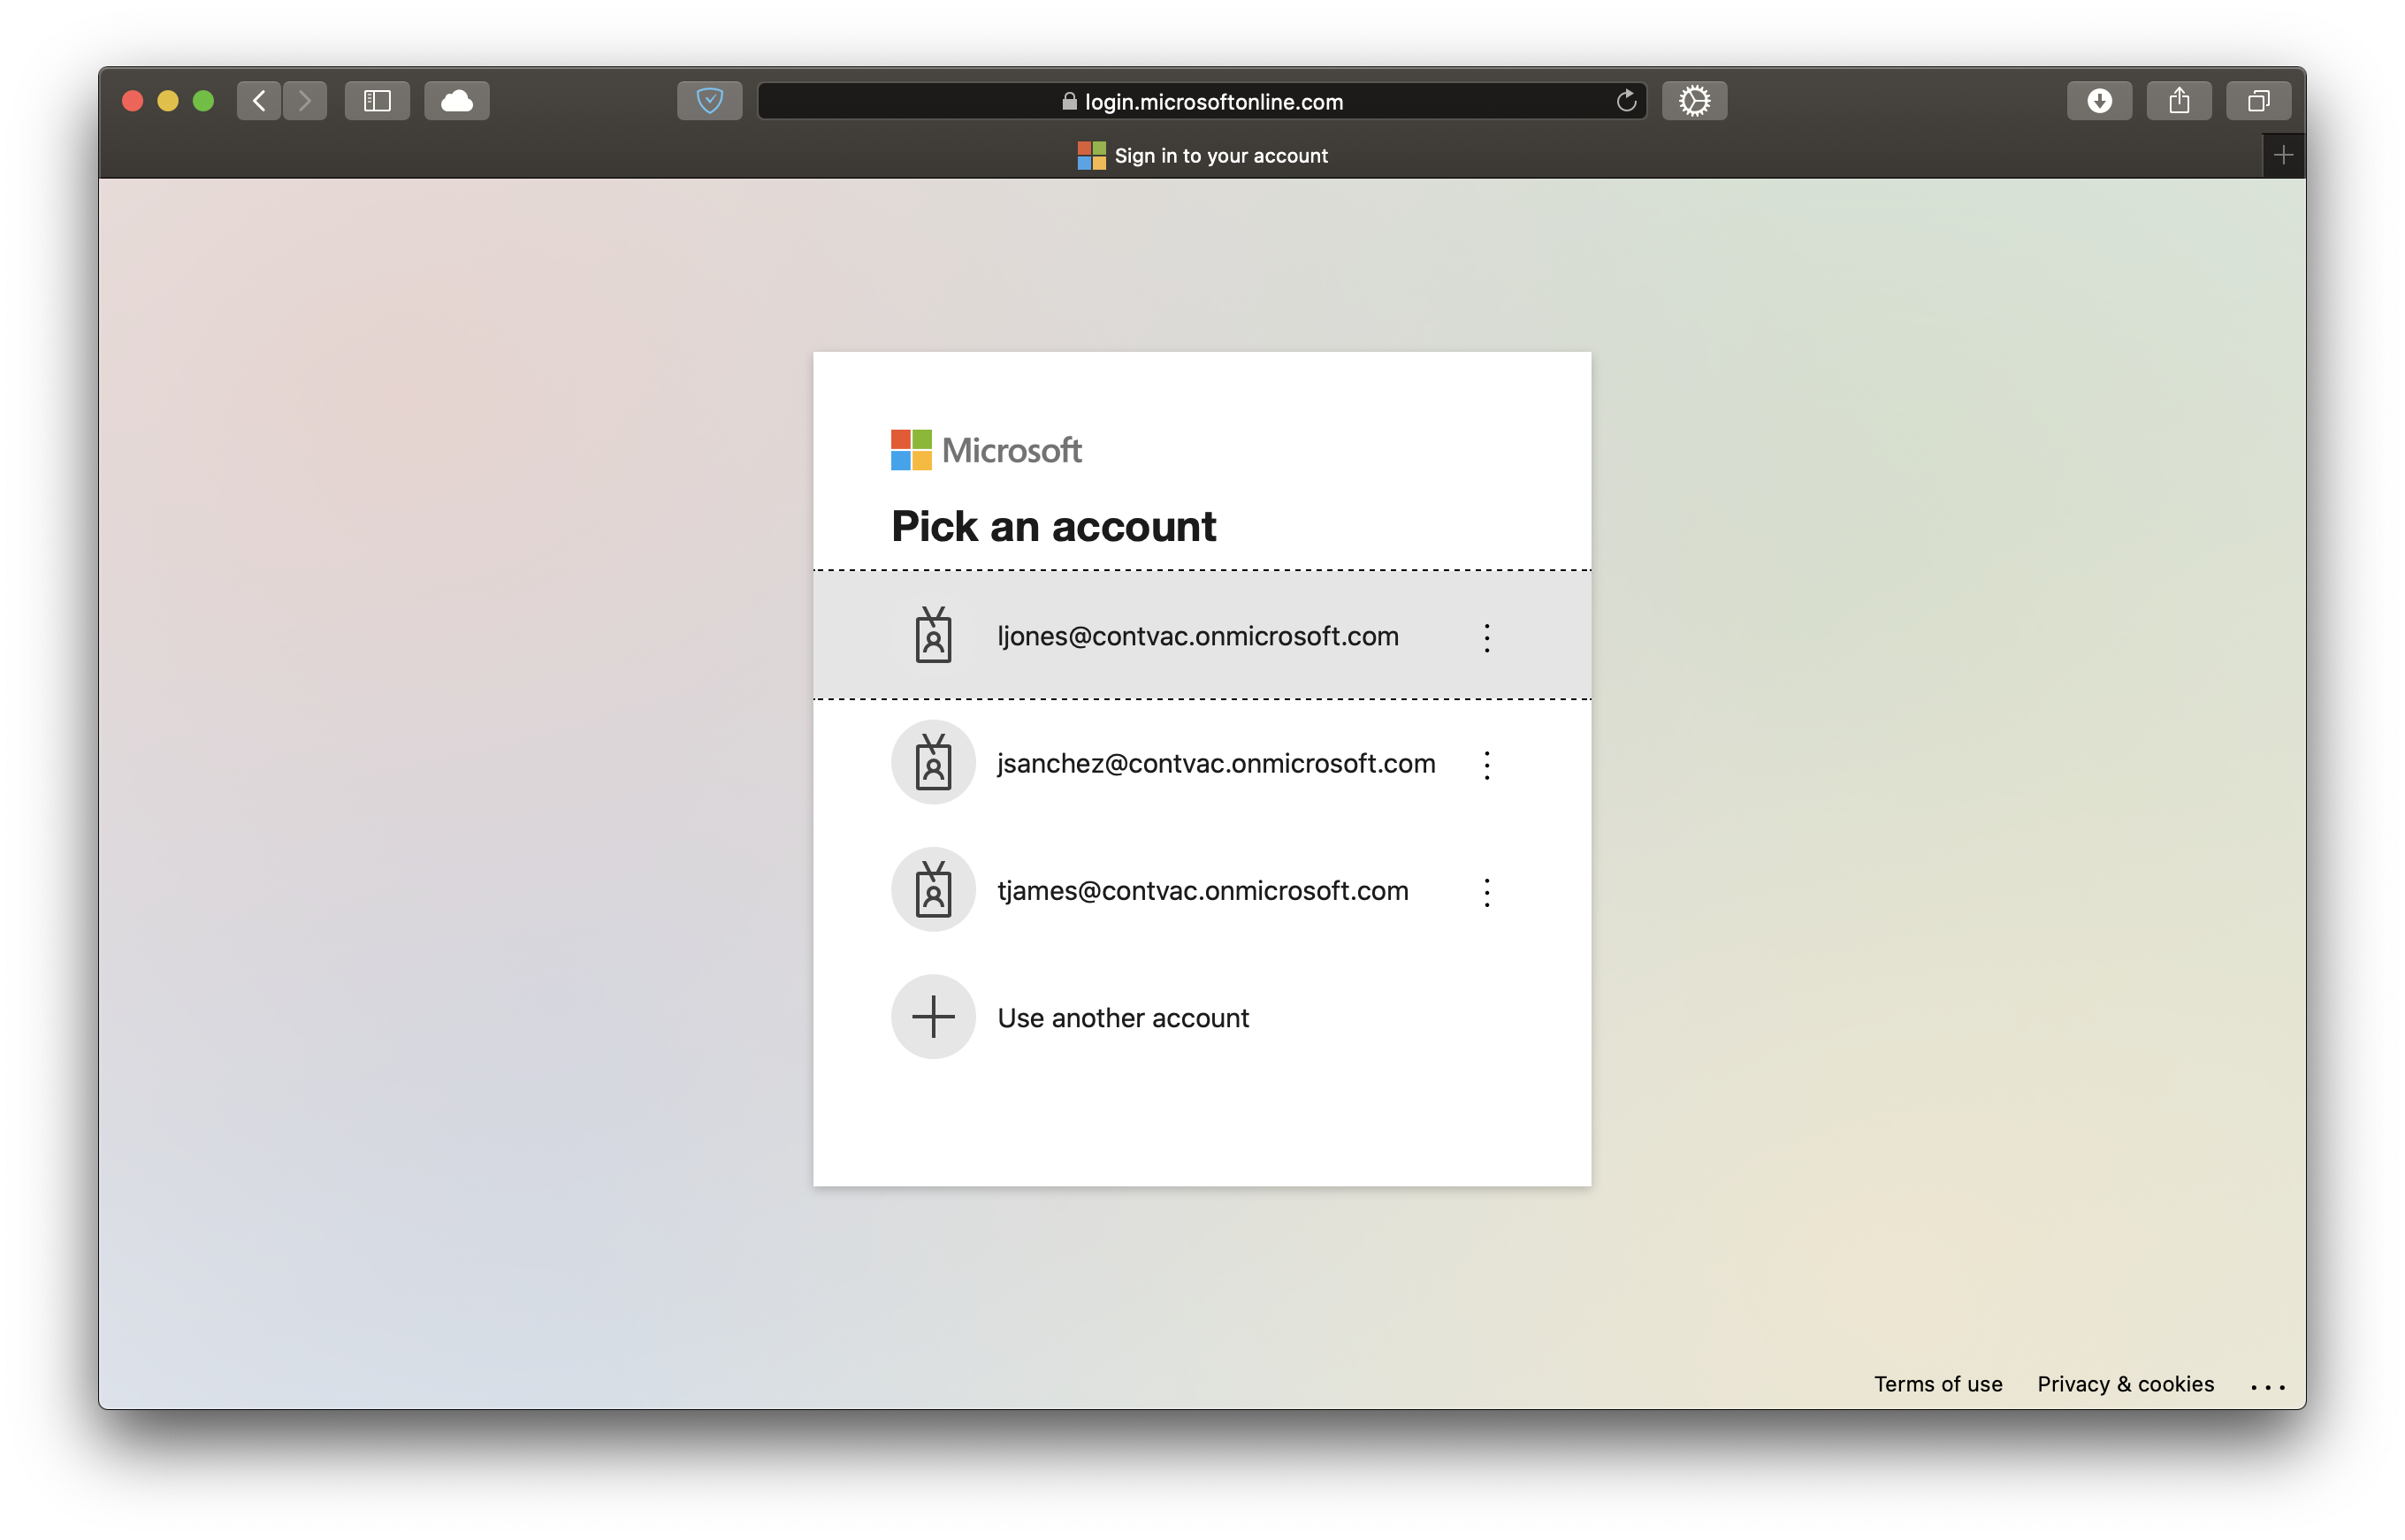 login.microsoftonline.com
Sign in to your account
Microsoft
Pick an account
ljones@contvac.onmicrosoft.com
jsanchez@contvac.onmicrosoft.com
tjames@contvac.onmicrosoft.com
Use another account
Terms of use Privacy & cookies ...